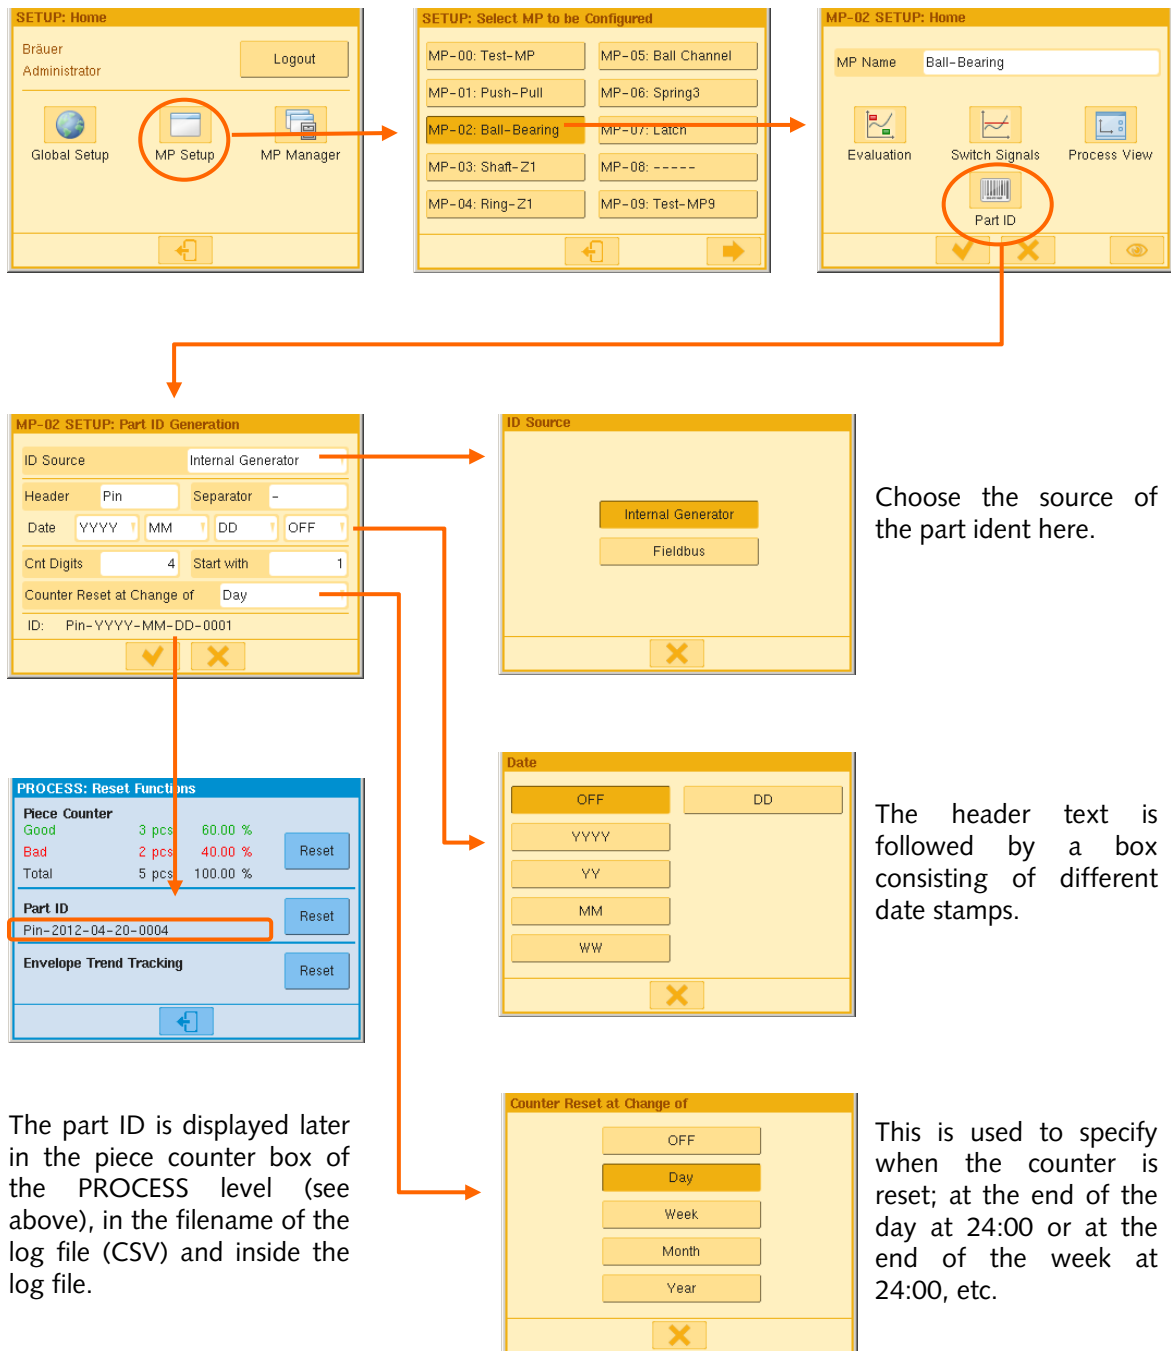 SETUP: Home
Bräuer
Administrator
Logout
Global Setup
MP Setup
MP Manager
SETUP: Select MP to be Configured
MP-00: Test-MP
MP-05: Ball Channel
MP-01: Push-Pull
MP-06: Spring3
MP-02: Ball-Bearing
MP-07: Latch
MP-03: Shaft-Z1
MP-08: -----
MP-04: Ring-Z1
MP-09: Test-MP9
MP-02 SETUP: Home
MP Name
Ball-Bearing
Evaluation
Switch Signals
Process View
Part ID
MP-02 SETUP: Part ID Generation
ID Source
Internal Generator
Header
Pin
Separator
-
Date
YYYY
MM
DD
OFF
Cnt Digits
4
Start with
1
Counter Reset at Change of
Day
ID: Pin-YYYY-MM-DD-0001
ID Source
Internal Generator
Fieldbus
Choose the source of
the part ident here.
PROCESS: Reset Functions
Piece Counter
Good 3 pcs 60.00 %
Bad 2 pcs 40.00 %
Reset
Total 5 pcs 100.00 %
Part ID
Reset
Pin-2012-04-20-0004
Envelope Trend Tracking
Reset
Date
OFF
DD
YYYY
YY
MM
WW
The header text is
followed by a box
consisting of different
date stamps.
The part ID is displayed later
in the piece counter box of
the PROCESS level (see
above), in the filename of the
log file (CSV) and inside the
log file.
Counter Reset at Change of
OFF
Day
Week
Month
Year
This is used to specify
when the counter is
reset; at the end of the
day at 24:00 or at the
end of the week at
24:00, etc.